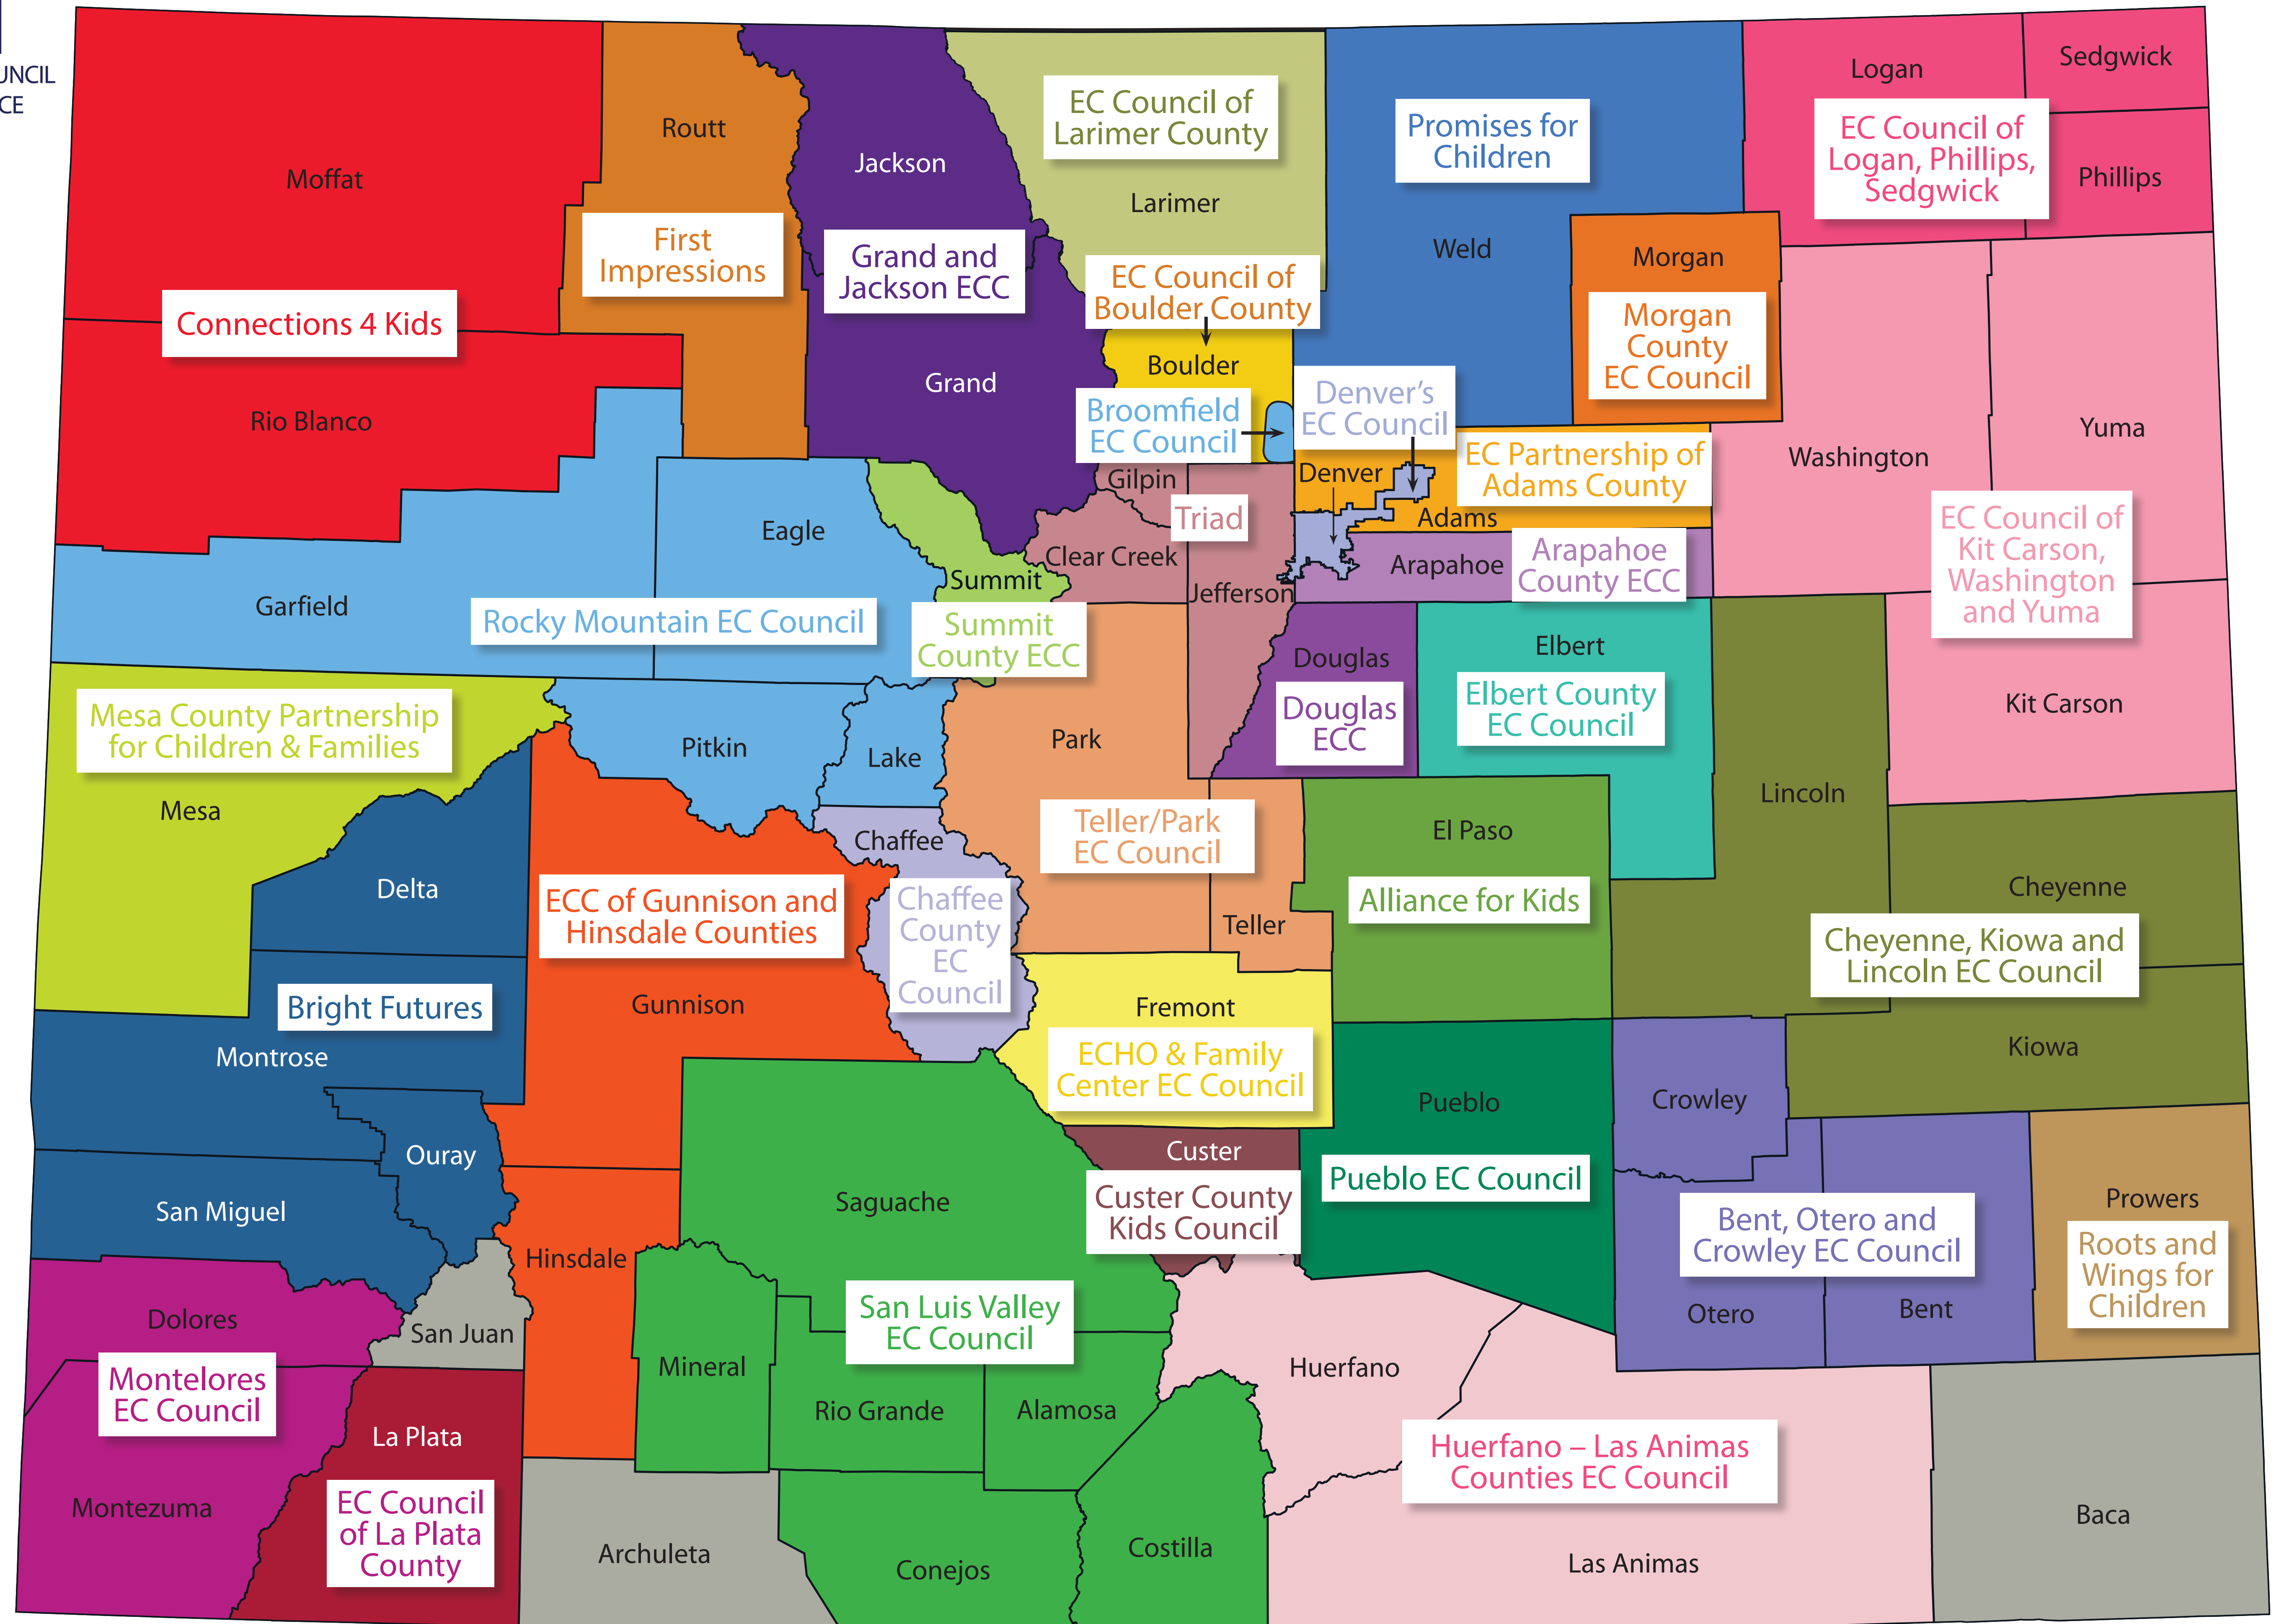 UNCIL
CE
Moffat
Routt
Jackson
EC Council of
Larimer County
Larimer
Promises for
Children
Weld
Logan
Sedgwick
EC Council of
Logan, Phillips,
Sedgwick
Phillips
First
Impressions
Grand and
Jackson ECC
EC Council of
Boulder County
Morgan
Morgan
County
EC Council
Connections 4 Kids
Rio Blanco
Grand
Boulder
Broomfield
EC Council
Denver’s
EC Council
Washington
Yuma
Gilpin
Triad
Denver
EC Partnership of
Adams County
Adams
EC Council of
Kit Carson,
Washington
and Yuma
Eagle
Summit
Clear Creek
Jefferson
Arapahoe
Arapahoe
County ECC
Garfield
Rocky Mountain EC Council
Summit
County ECC
Douglas
Douglas
ECC
Elbert
Elbert County
EC Council
Kit Carson
Mesa County Partnership
for Children & Families
Mesa
Pitkin
Lake
Park
Lincoln
Chaffee
Teller/Park
EC Council
El Paso
Alliance for Kids
Cheyenne
Delta
ECC of Gunnison and
Hinsdale Counties
Chaffee
County
EC
Council
Teller
Cheyenne, Kiowa and
Lincoln EC Council
Bright Futures
Gunnison
Fremont
ECHO & Family
Center EC Council
Kiowa
Montrose
Pueblo
Crowley
Ouray
Custer
Custer County
Kids Council
Pueblo EC Council
San Miguel
Saguache
Bent, Otero and
Crowley EC Council
Prowers
Roots and
Wings for
Children
Hinsdale
Dolores
San Juan
San Luis Valley
EC Council
Otero
Bent
Montelores
EC Council
Mineral
Rio Grande
Alamosa
Huerfano
La Plata
Huerfano – Las Animas
Counties EC Council
Montezuma
EC Council
of La Plata
County
Archuleta
Conejos
Costilla
Las Animas
Baca